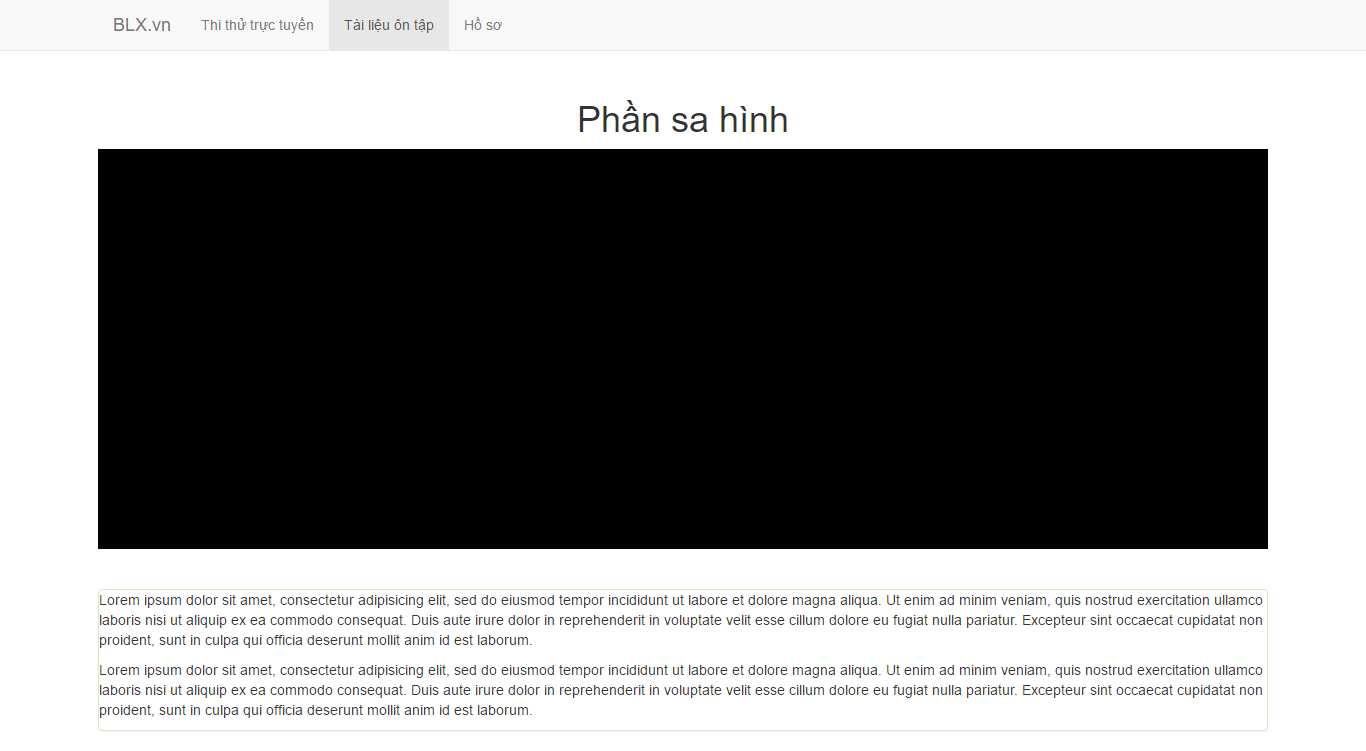 BLX.vn Thi thử trực tuyến Tài liệu ôn tập Hồ sơ
Phần sa hình
Lorem ipsum dolor sit amet, consectetur adipisicing elit, sed do eiusmod tempor incididunt ut labore et dolore magna aliqua. Ut enim ad minim veniam, quis nostrud exercitation ullamco
laboris nisi ut aliquip ex ea commodo consequat. Duis aute irure dolor in reprehenderit in voluptate velit esse cillum dolore eu fugiat nulla pariatur. Excepteur sint occaecat cupidatat non
proident, sunt in culpa qui officia deserunt mollit anim id est laborum.
Lorem ipsum dolor sit amet, consectetur adipisicing elit, sed do eiusmod tempor incididunt ut labore et dolore magna aliqua. Ut enim ad minim veniam, quis nostrud exercitation ullamco
laboris nisi ut aliquip ex ea commodo consequat. Duis aute irure dolor in reprehenderit in voluptate velit esse cillum dolore eu fugiat nulla pariatur. Excepteur sint occaecat cupidatat non
proident, sunt in culpa qui officia deserunt mollit anim id est laborum.